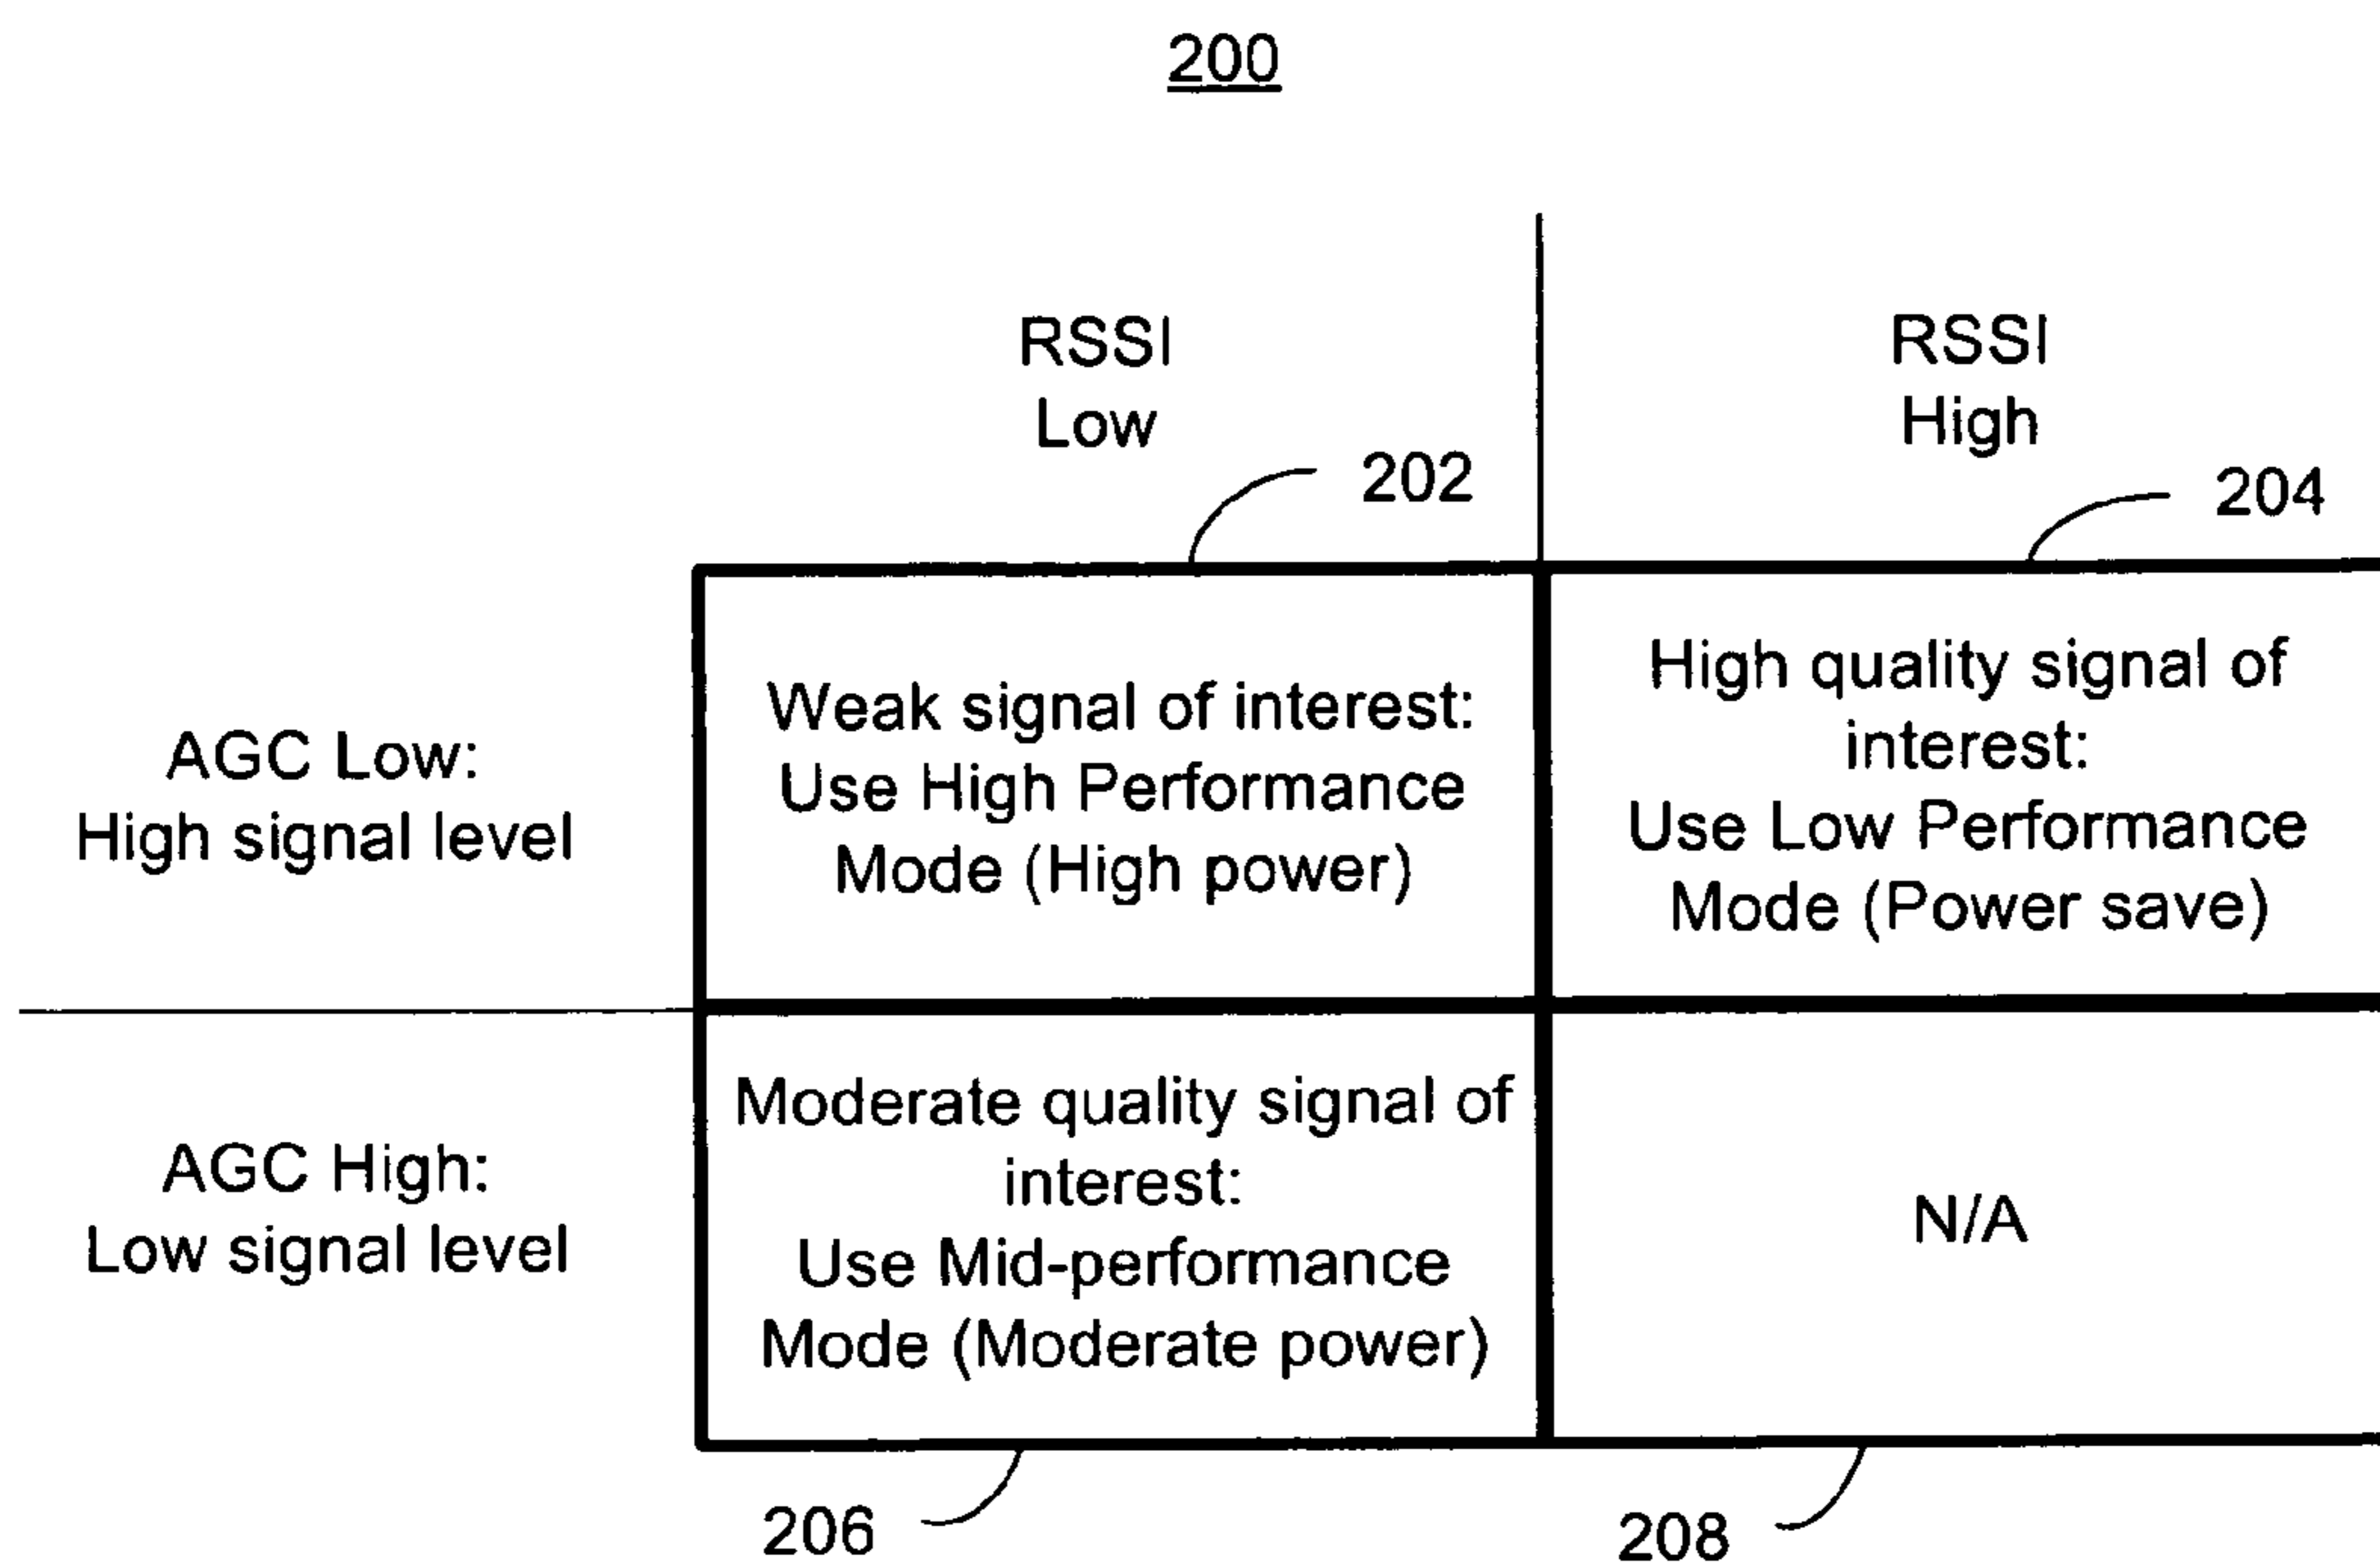 200
RSSI
Low
RSSI
High
202
204
AGC Low:
High signal level
Weak signal of interest:
Use High Performance
Mode (High power)
High quality signal of
interest:
Use Low Performance
Mode (Power save)
AGC High:
Low signal level
Moderate quality signal of
interest:
Use Mid-performance
Mode (Moderate power)
N/A
206
208